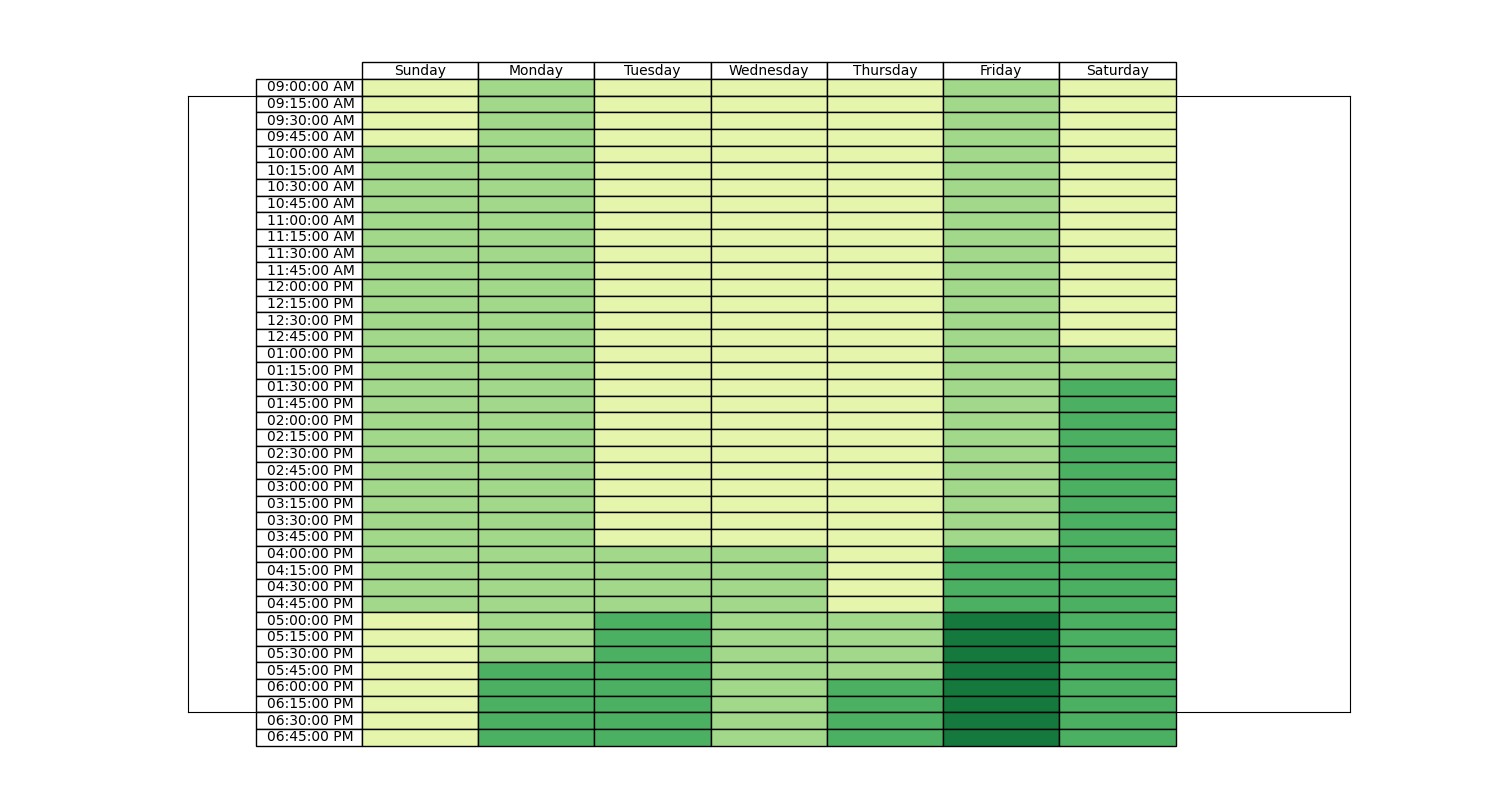 Sunday Monday Tuesday Wednesday Thursday Friday Saturday
09:00:00 AM
09:15:00 AM
09:30:00 AM
09:45:00 AM
10:00:00 AM
10:15:00 AM
10:30:00 AM
10:45:00 AM
11:00:00 AM
11:15:00 AM
11:30:00 AM
11:45:00 AM
12:00:00 PM
12:15:00 PM
12:30:00 PM
12:45:00 PM
01:00:00 PM
01:15:00 PM
01:30:00 PM
01:45:00 PM
02:00:00 PM
02:15:00 PM
02:30:00 PM
02:45:00 PM
03:00:00 PM
03:15:00 PM
03:30:00 PM
03:45:00 PM
04:00:00 PM
04:15:00 PM
04:30:00 PM
04:45:00 PM
05:00:00 PM
05:15:00 PM
05:30:00 PM
05:45:00 PM
06:00:00 PM
06:15:00 PM
06:30:00 PM
06:45:00 PM